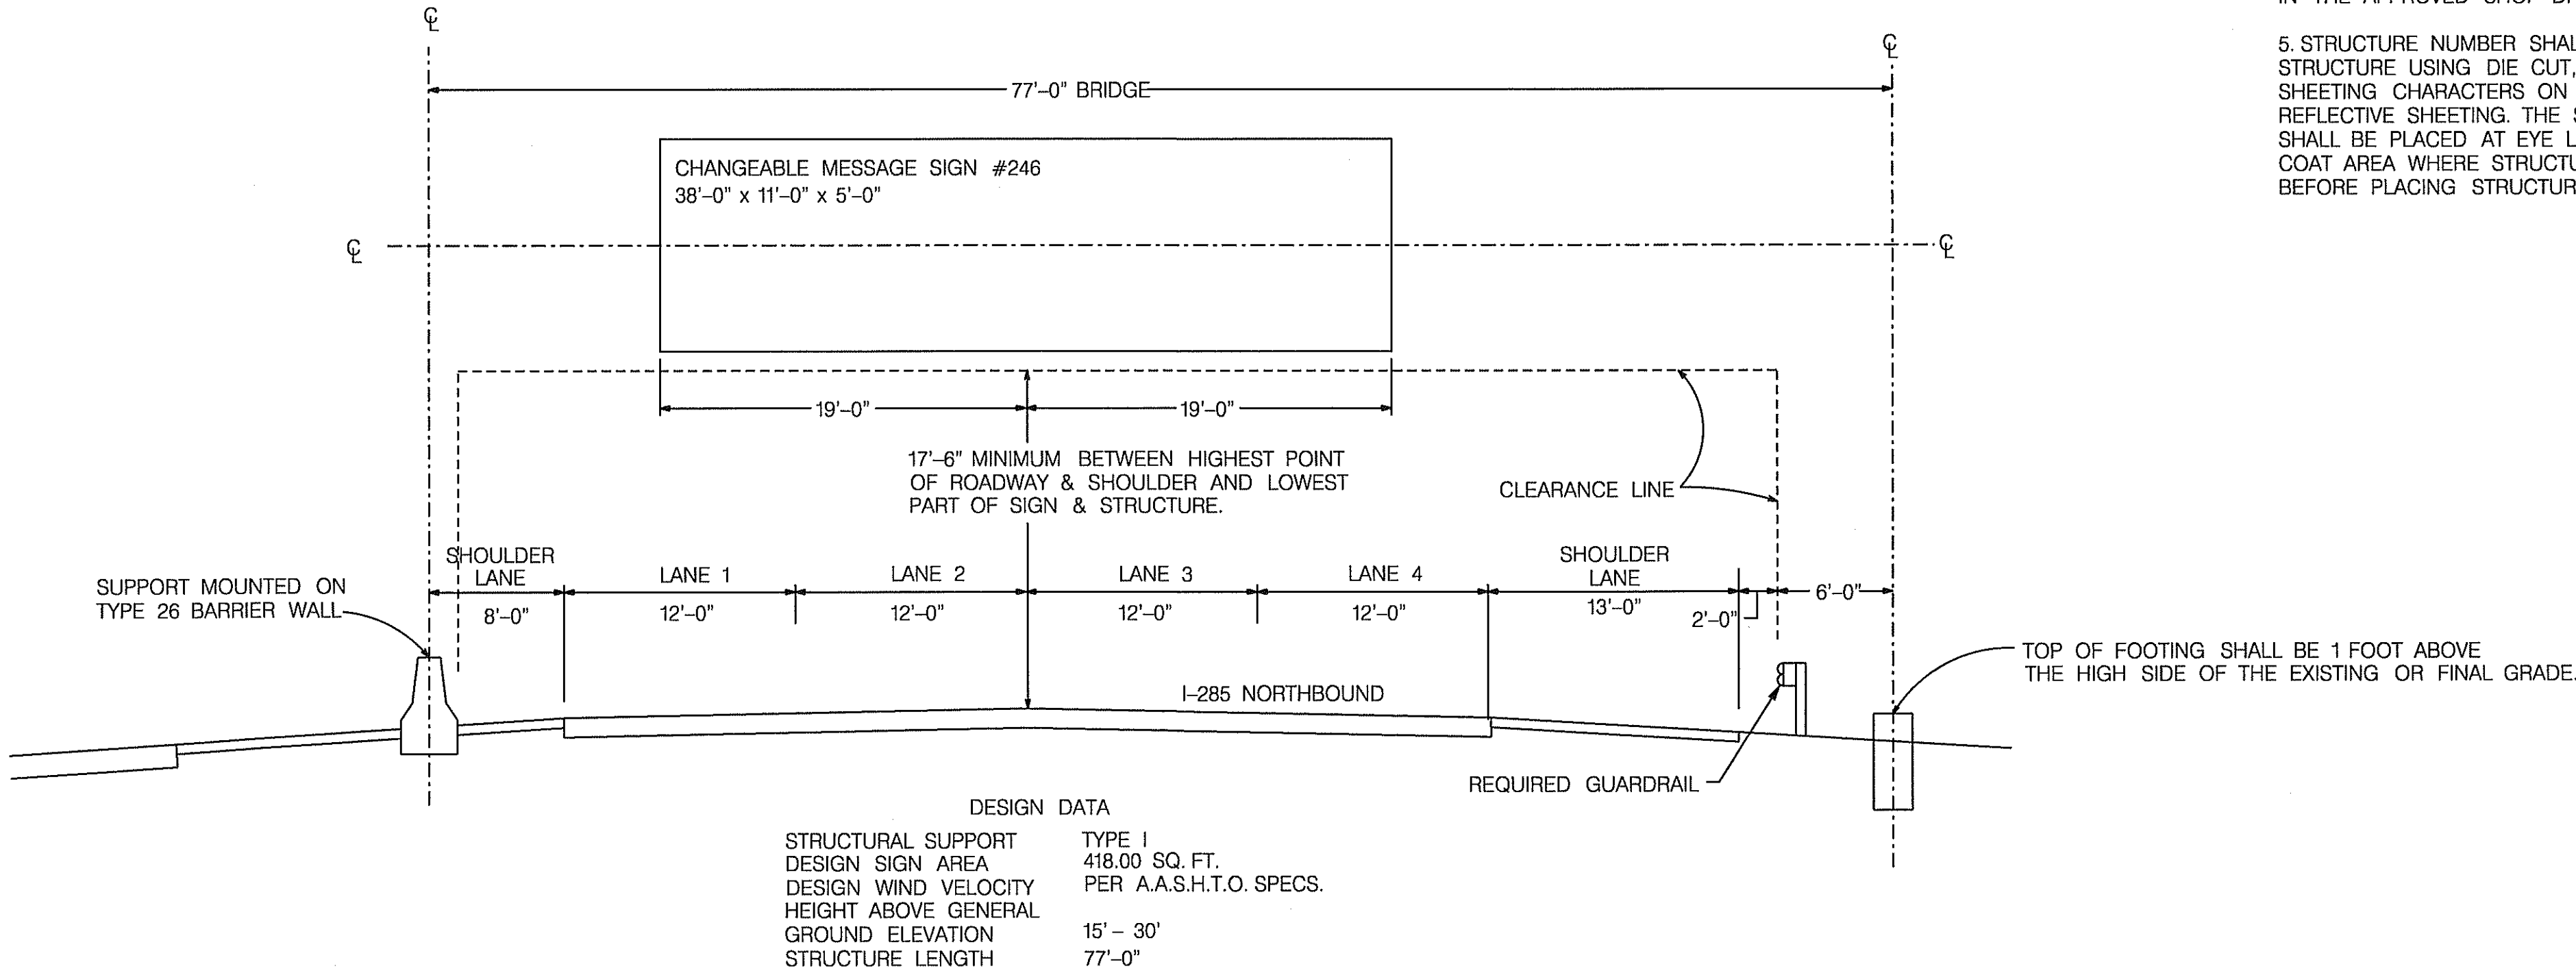 ℄
℄
77'–0" BRIDGE
CHANGEABLE MESSAGE SIGN #246
38'–0" x 11'–0" x 5'–0"
℄
℄
19'–0"
19'–0"
17'–6" MINIMUM BETWEEN HIGHEST POINT
OF ROADWAY & SHOULDER AND LOWEST
PART OF SIGN & STRUCTURE.
CLEARANCE LINE
SUPPORT MOUNTED ON
TYPE 26 BARRIER WALL
SHOULDER
LANE
8'–0"
LANE 1
12'–0"
LANE 2
12'–0"
LANE 3
12'–0"
LANE 4
12'–0"
SHOULDER
LANE
13'–0"
2'–0"
6'–0"
I–285 NORTHBOUND
TOP OF FOOTING SHALL BE 1 FOOT ABOVE
THE HIGH SIDE OF THE EXISTING OR FINAL GRADE.
REQUIRED GUARDRAIL
DESIGN DATA
STRUCTURAL SUPPORT TYPE I
DESIGN SIGN AREA 418.00 SQ. FT.
DESIGN WIND VELOCITY PER A.A.S.H.T.O. SPECS.
HEIGHT ABOVE GENERAL
GROUND ELEVATION 15' – 30'
STRUCTURE LENGTH 77'–0"
IN THE APPROVED SHOP
5. STRUCTURE NUMBER SHAL
STRUCTURE USING DIE CUT,
SHEETING CHARACTERS ON
REFLECTIVE SHEETING. THE S
SHALL BE PLACED AT EYE L
COAT AREA WHERE STRUCTU
BEFORE PLACING STRUCTUR